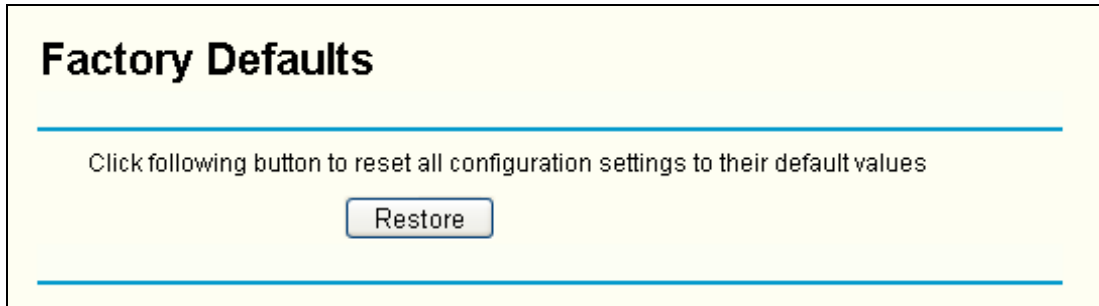 Factory Defaults
Click following button to reset all configuration settings to their default values
Restore